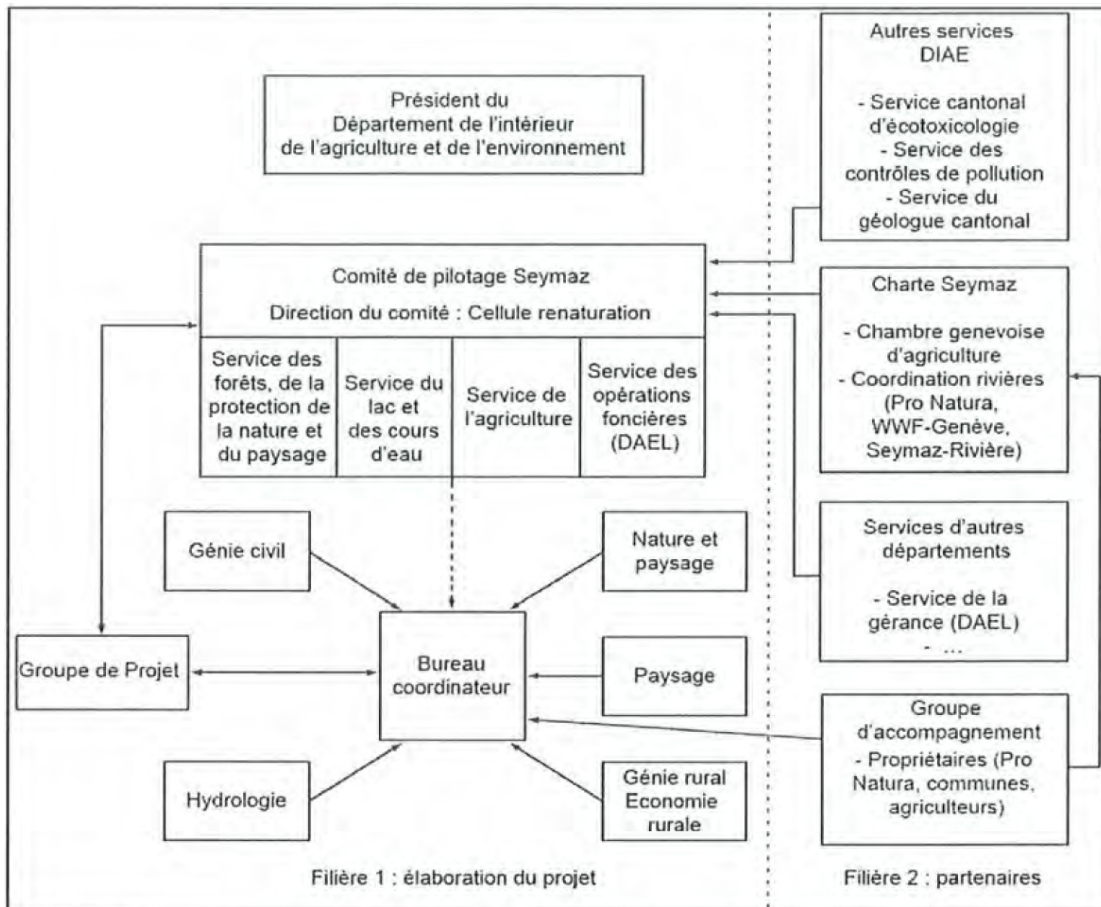 Président du
Département de l'intérieur
de l'agriculture et de l'environnement
Comité de pilotage Seymaz
Direction du comité : Cellule renaturation
Service des
forêts, de la
protection de
la nature et
du paysage
Service du
lac et
des cours
d'eau
Service de
l'agriculture
Service des
opérations
foncières
(DAEL)
Génie civil
Nature et
paysage
Groupe de Projet
Bureau
coordinateur
Paysage
Hydrologie
Génie rural
Economie
rurale
Filière 1 : élaboration du projet
Autres services
DIAE
- Service cantonal
d'écotoxicologie
- Service des
contrôles de pollution
- Service du
géologue cantonal
Charte Seymaz
- Chambre genevoise
d'agriculture
- Coordination rivières
(Pro Natura,
WWF-Genève,
Seymaz-Rivière)
Services d'autres
départements
- Service de la
gérance (DAEL)
- ...
Groupe
d'accompagnement
- Propriétaires (Pro
Natura, communes,
agriculteurs)
Filière 2 : partenaires